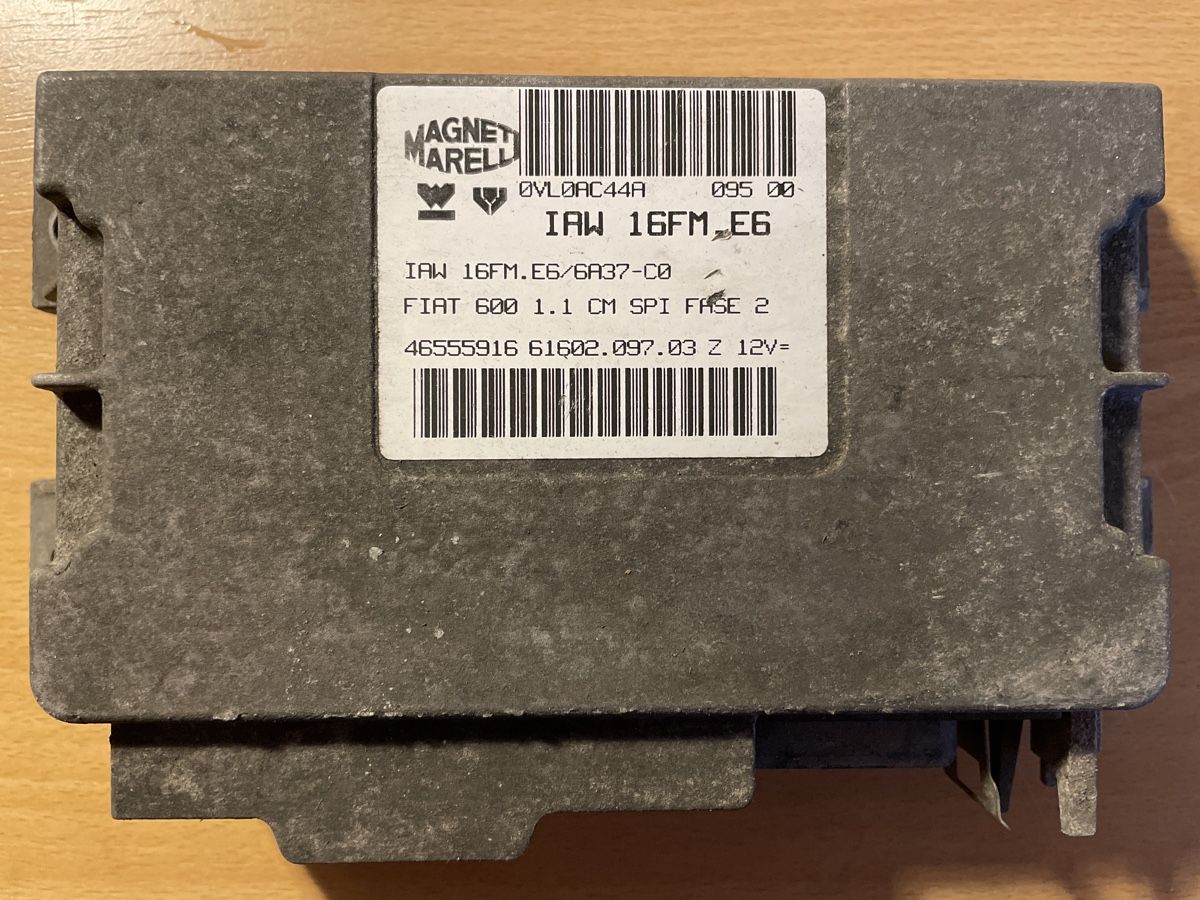 MAGNETI
MARELLI
0VL0AC44A 095 00
IAW 16FM.E6
IAW 16FM.E6/6A37-C0
FIAT 600 1.1 CM SPI FASE 2
46555916 61602.097.03 Z 12V=